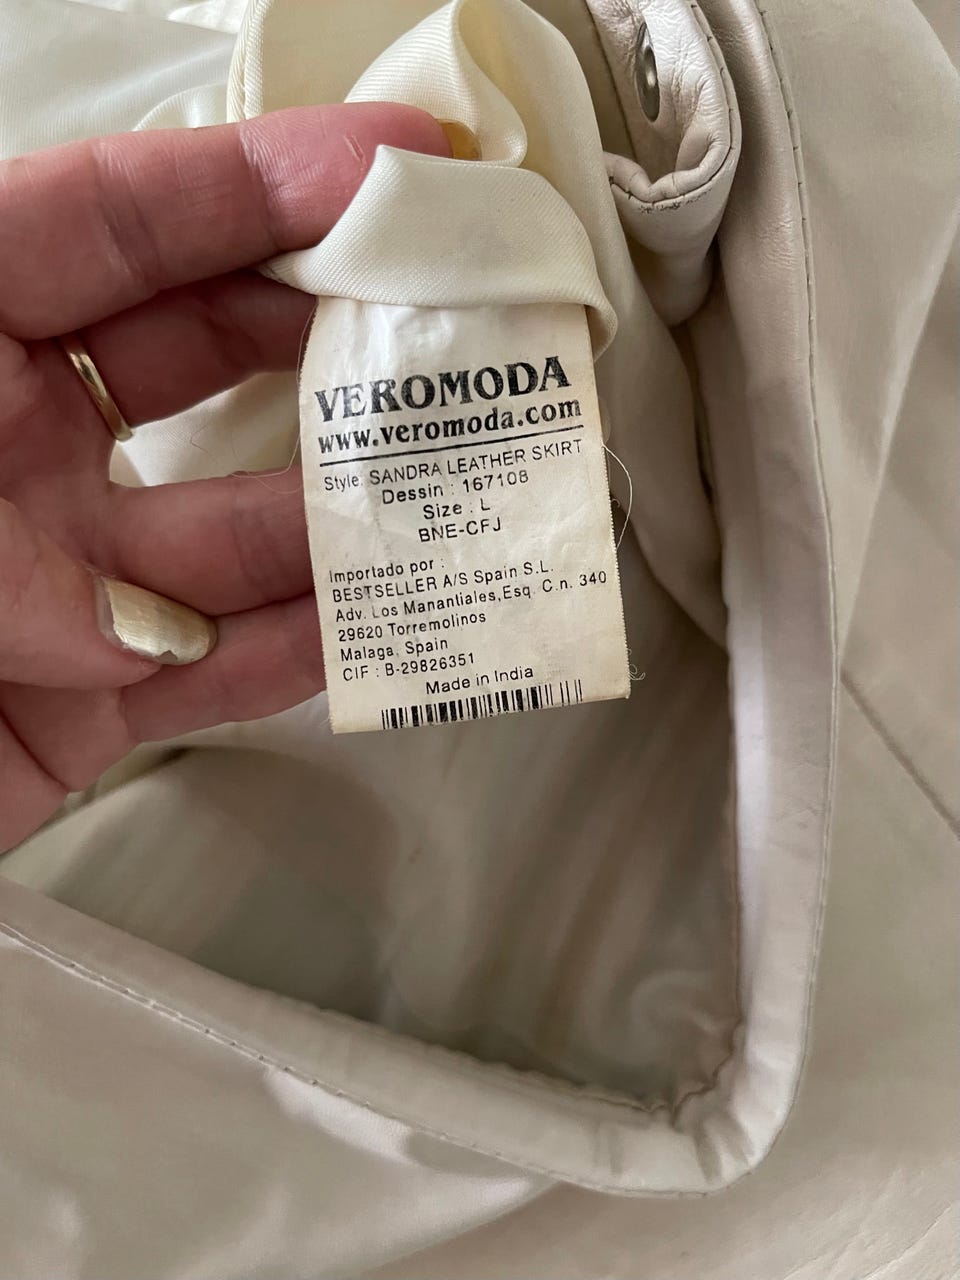 VEROMODA
www.veromoda.com
Style: SANDRA LEATHER SKIRT
Dessin : 167108
Size : L
BNE-CFJ
Importado por :
BESTSELLER A/S Spain S.L.
Adv. Los Manantiales,Esq. C.n. 340
29620 Torremolinos
Malaga, Spain
CIF : B-29826351
Made in India